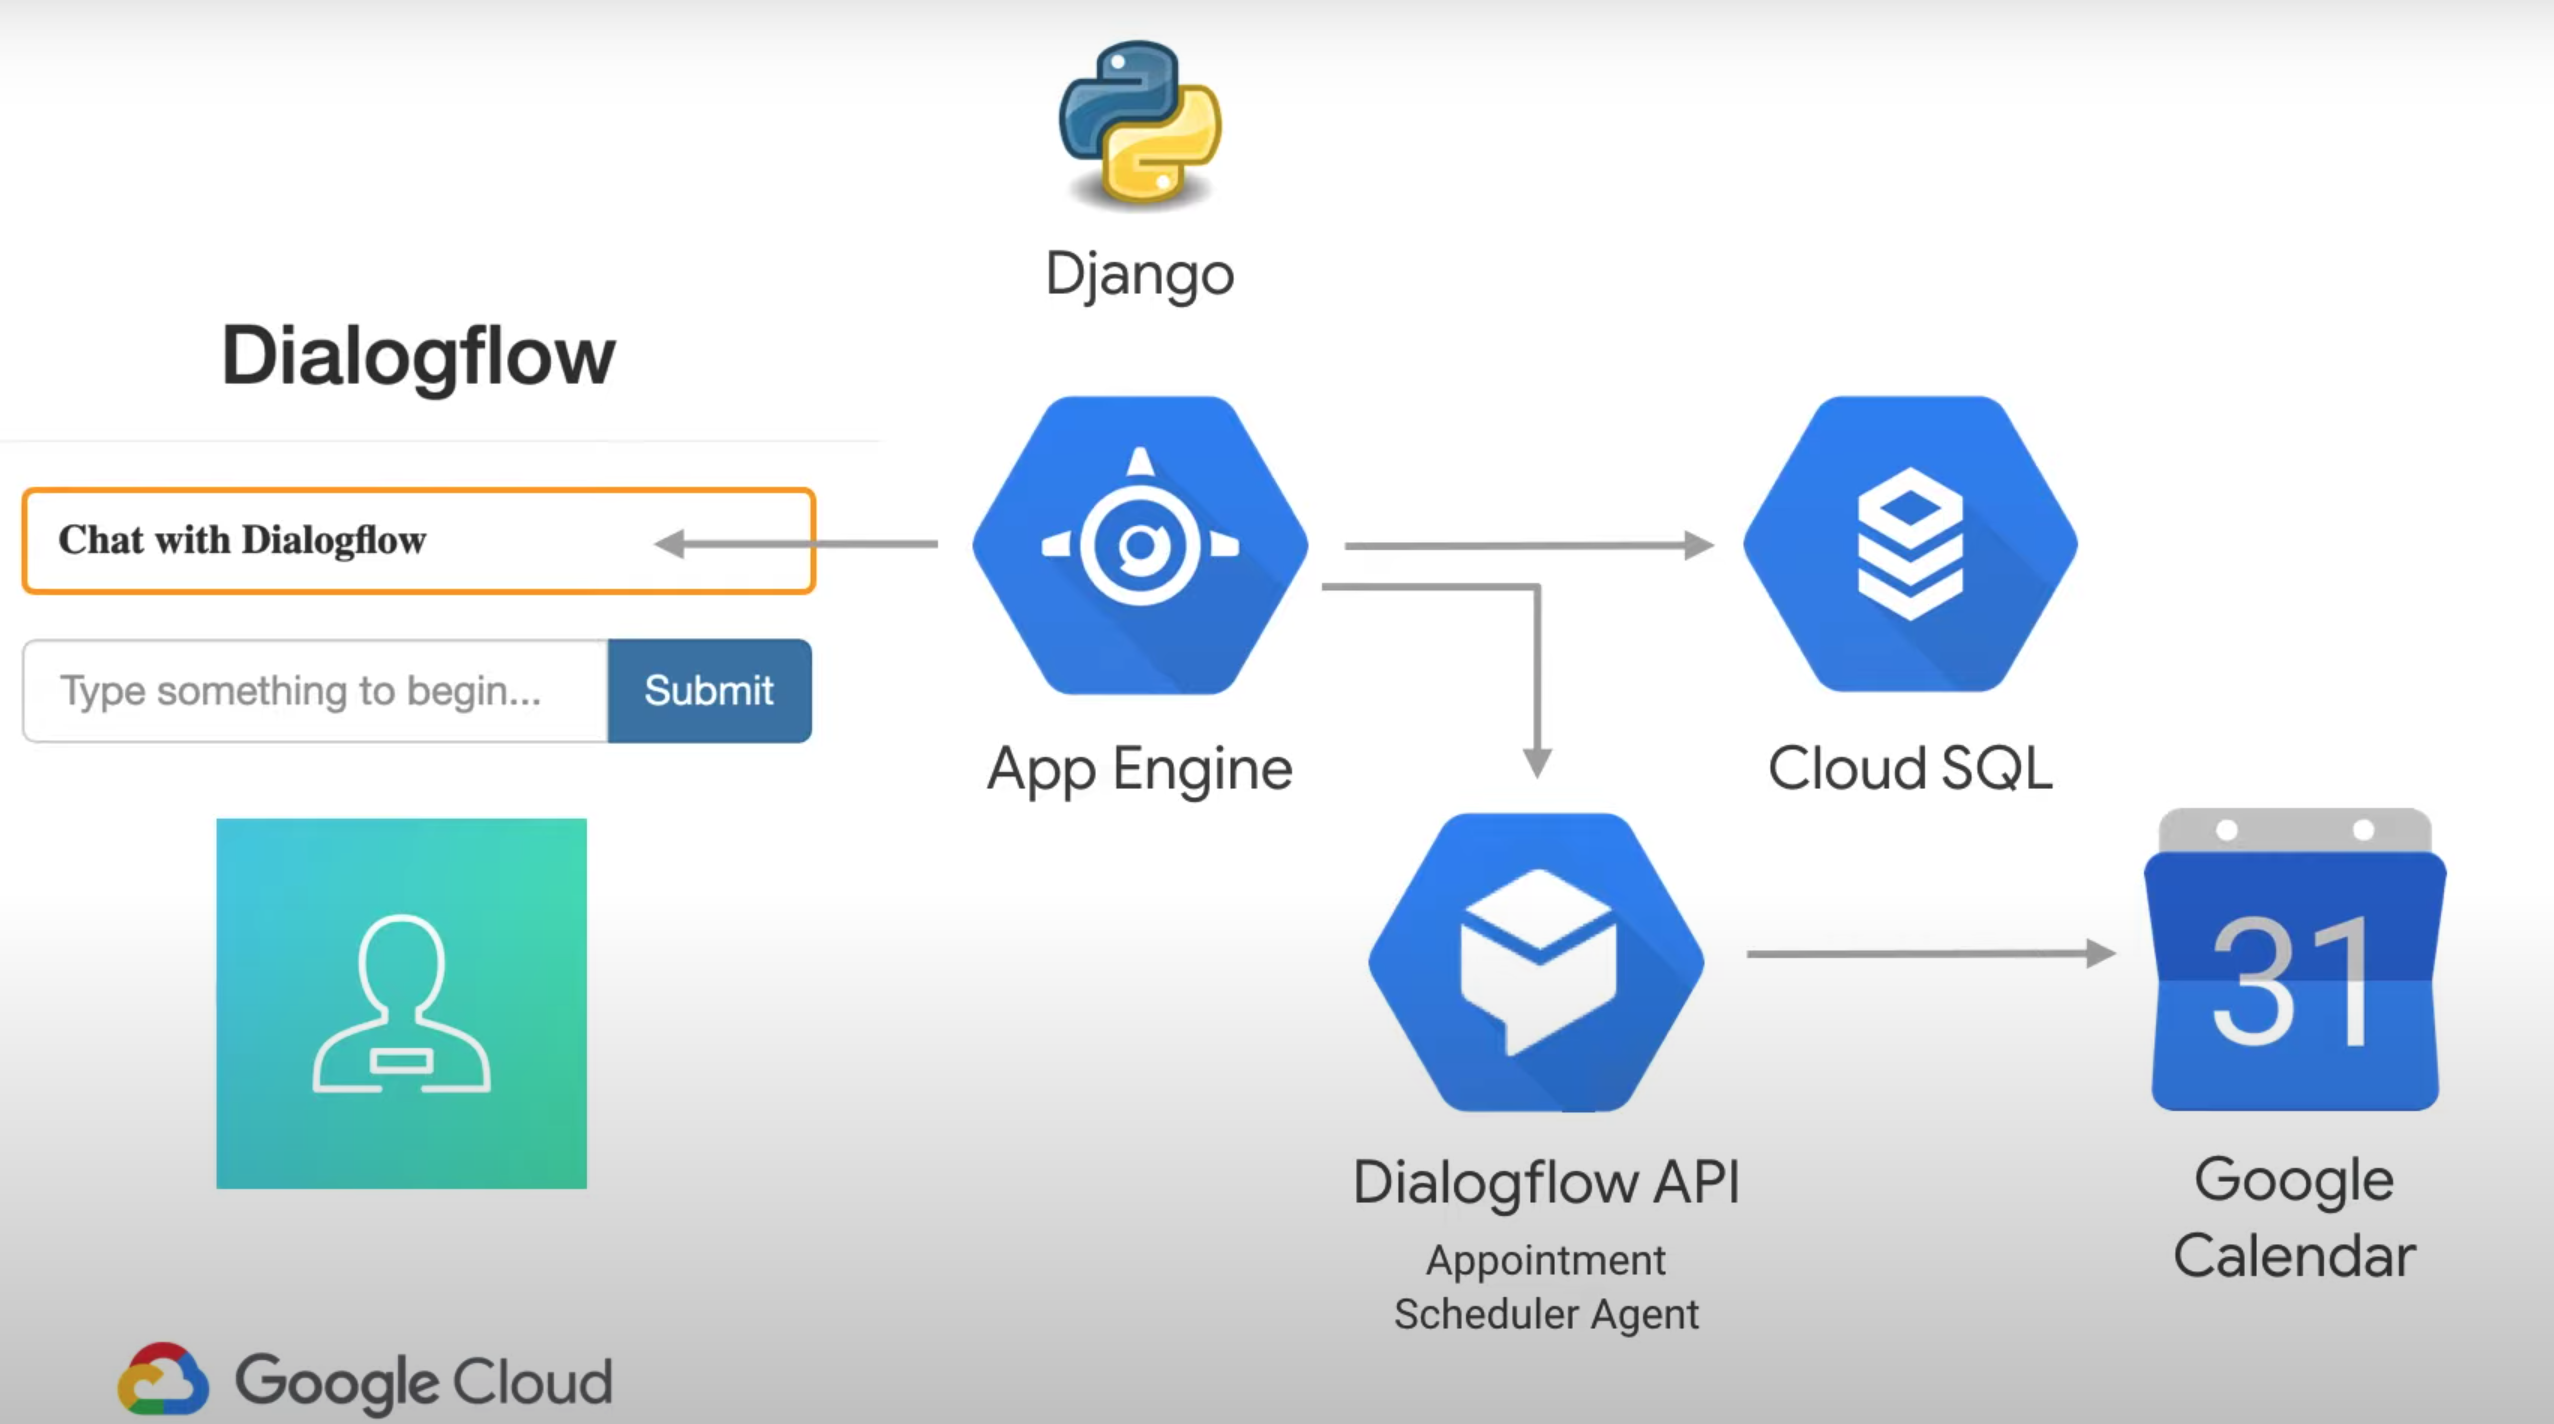 Django
Dialogflow
Chat with Dialogflow
Type something to begin...
Submit
App Engine
Cloud SQL
31
Dialogflow API
Appointment
Scheduler Agent
Google
Calendar
Google Cloud